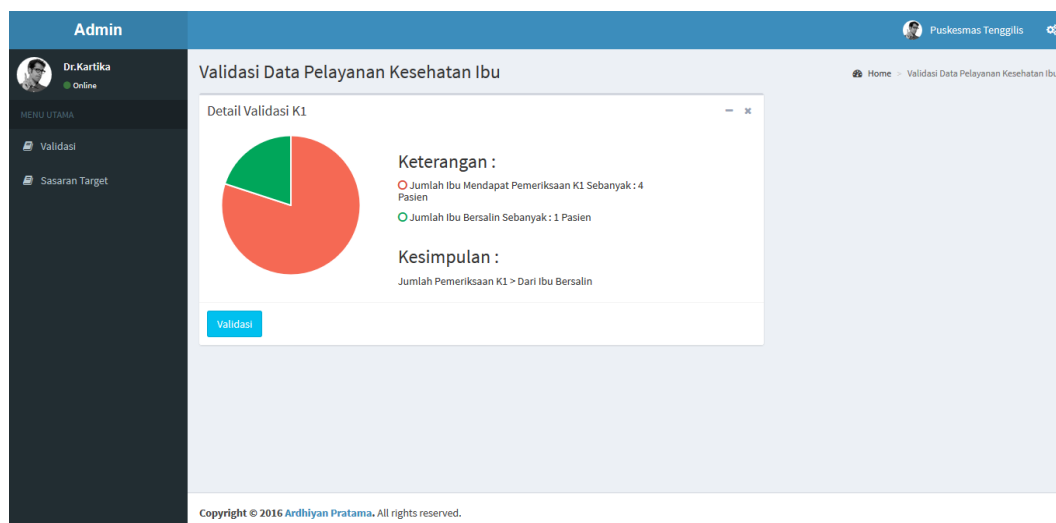 Admin
Puskesmas Tenggilis
Dr.Kartika
Online
MENU UTAMA
Validasi
Sasaran Target
Validasi Data Pelayanan Kesehatan Ibu
Home > Validasi Data Pelayanan Kesehatan Ibu
Detail Validasi K1
Keterangan :
Jumlah Ibu Mendapat Pemeriksaan K1 Sebanyak : 4
Pasien
Jumlah Ibu Bersalin Sebanyak : 1 Pasien
Kesimpulan :
Jumlah Pemeriksaan K1 > Dari Ibu Bersalin
Validasi
Copyright © 2016 Ardhiyan Pratama. All rights reserved.